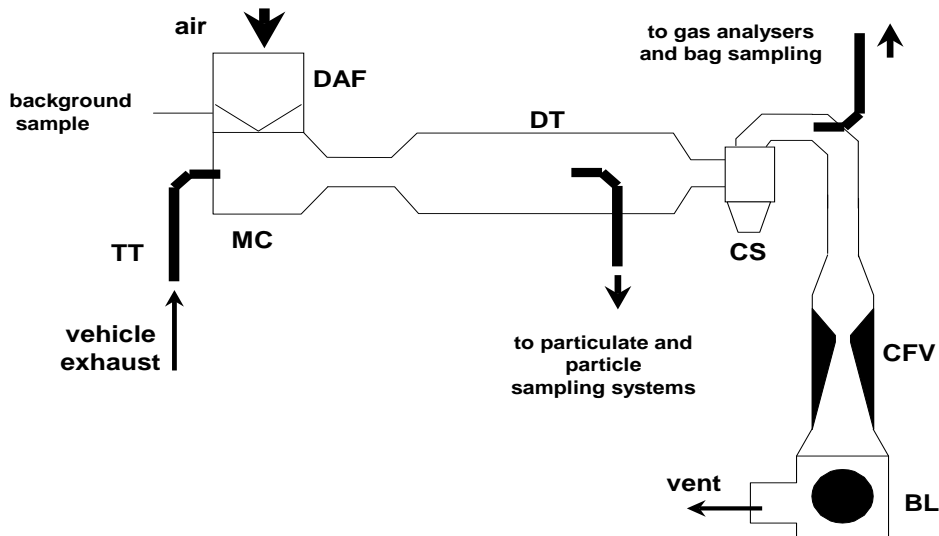 air
to gas analysers
and bag sampling
DAF
background
sample
DT
TT
MC
CS
vehicle
exhaust
to particulate and
particle
sampling systems
CFV
vent
BL